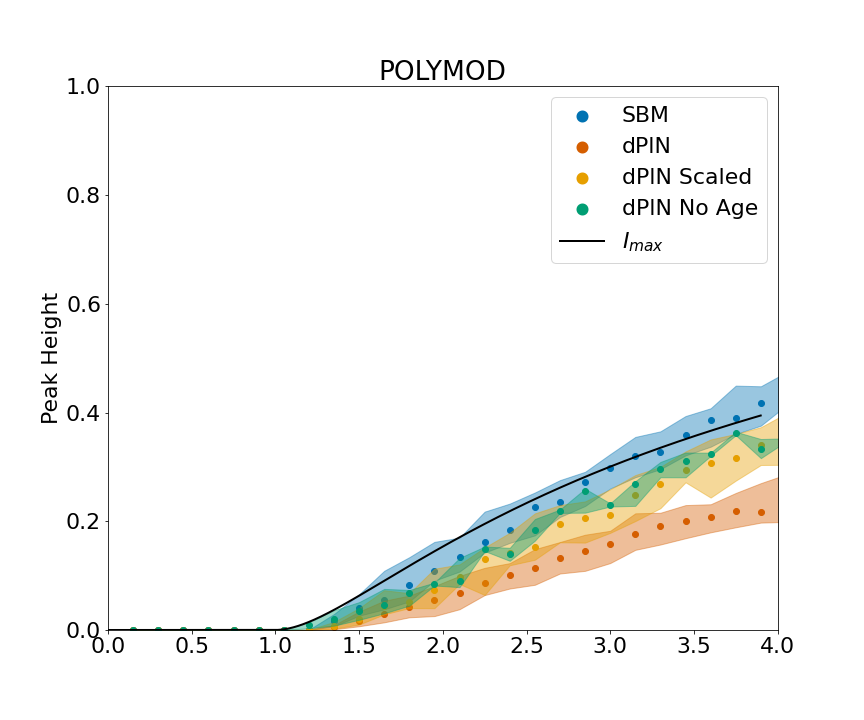 POLYMOD
1.0
0.8
0.6
0.4
0.2
0.0
Peak Height
SBM
dPIN
dPIN Scaled
dPIN No Age
I_max
0.0 0.5 1.0 1.5 2.0 2.5 3.0 3.5 4.0